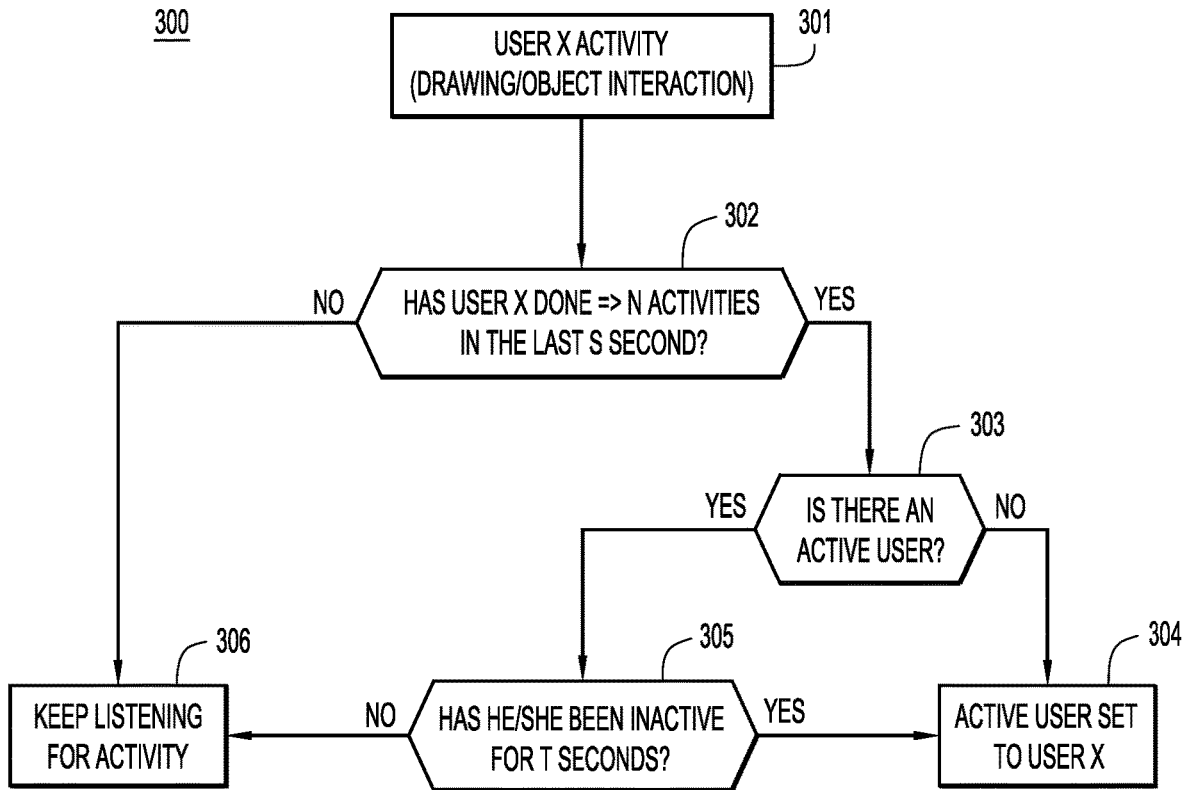 300
301
USER X ACTIVITY
(DRAWING/OBJECT INTERACTION)
302
NO
HAS USER X DONE => N ACTIVITIES
IN THE LAST S SECOND?
YES
303
YES
IS THERE AN
ACTIVE USER?
NO
306
305
304
KEEP LISTENING
FOR ACTIVITY
NO
HAS HE/SHE BEEN INACTIVE
FOR T SECONDS?
YES
ACTIVE USER SET
TO USER X